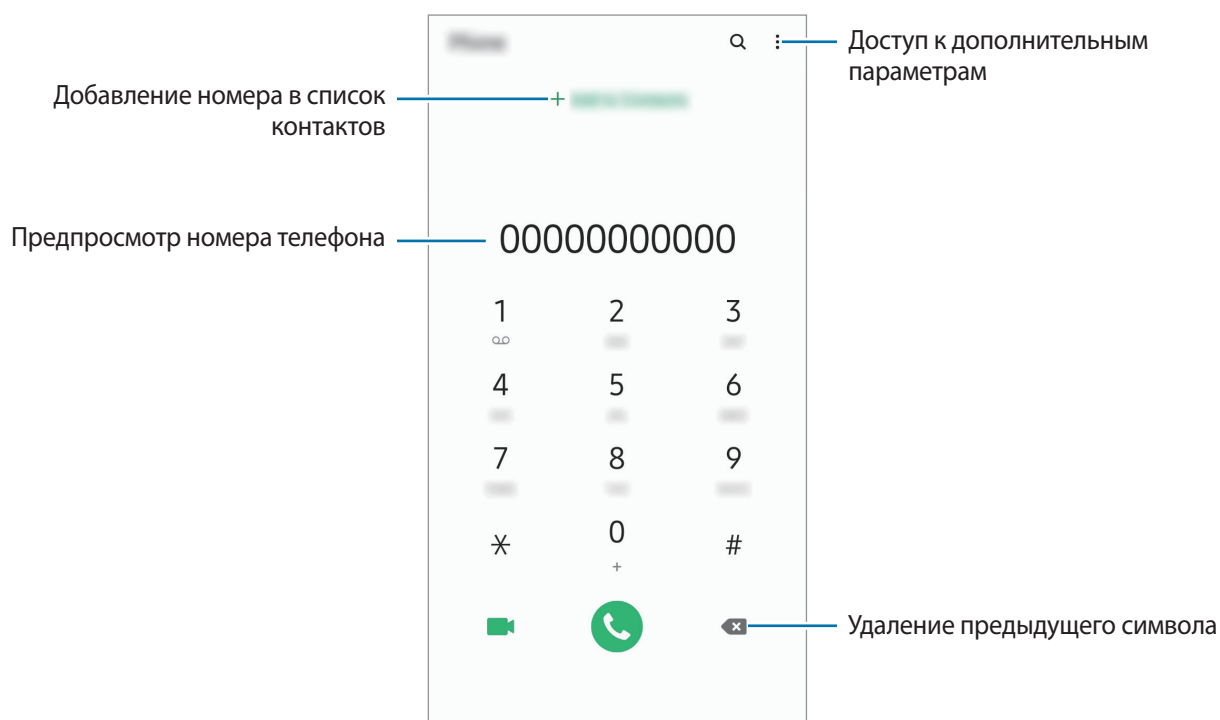 Доступ к дополнительным
параметрам
Добавление номера в список
контактов
Предпросмотр номера телефона
00000000000
1 2 3
4 5 6
7 8 9
* 0 #
+
Удаление предыдущего символа